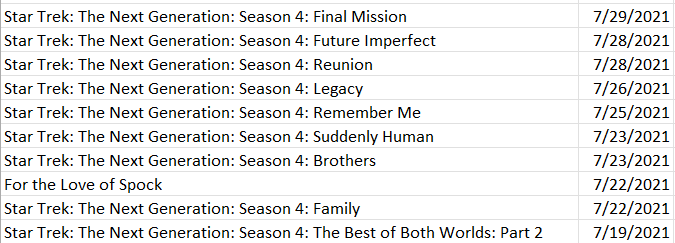 Star Trek: The Next Generation: Season 4: Final Mission 7/29/2021
Star Trek: The Next Generation: Season 4: Future Imperfect 7/28/2021
Star Trek: The Next Generation: Season 4: Reunion 7/28/2021
Star Trek: The Next Generation: Season 4: Legacy 7/26/2021
Star Trek: The Next Generation: Season 4: Remember Me 7/25/2021
Star Trek: The Next Generation: Season 4: Suddenly Human 7/23/2021
Star Trek: The Next Generation: Season 4: Brothers 7/23/2021
For the Love of Spock 7/22/2021
Star Trek: The Next Generation: Season 4: Family 7/22/2021
Star Trek: The Next Generation: Season 4: The Best of Both Worlds: Part 2 7/19/2021